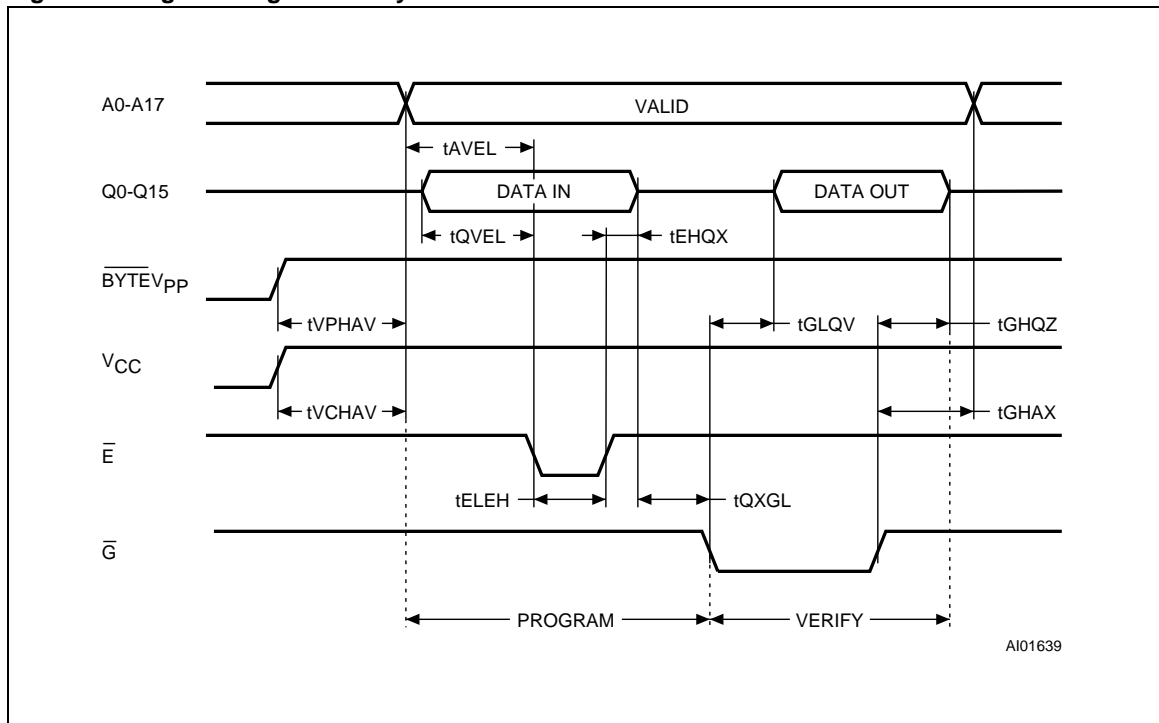 A0-A17
VALID
tAVEL
Q0-Q15
DATA IN
DATA OUT
tQVEL
tEHQX
BYTEVPP
tVPHAV
tGLQV
tGHQZ
VCC
tVCHAV
tGHAX
E
tELEH
tQXGL
G
PROGRAM
VERIFY
AI01639